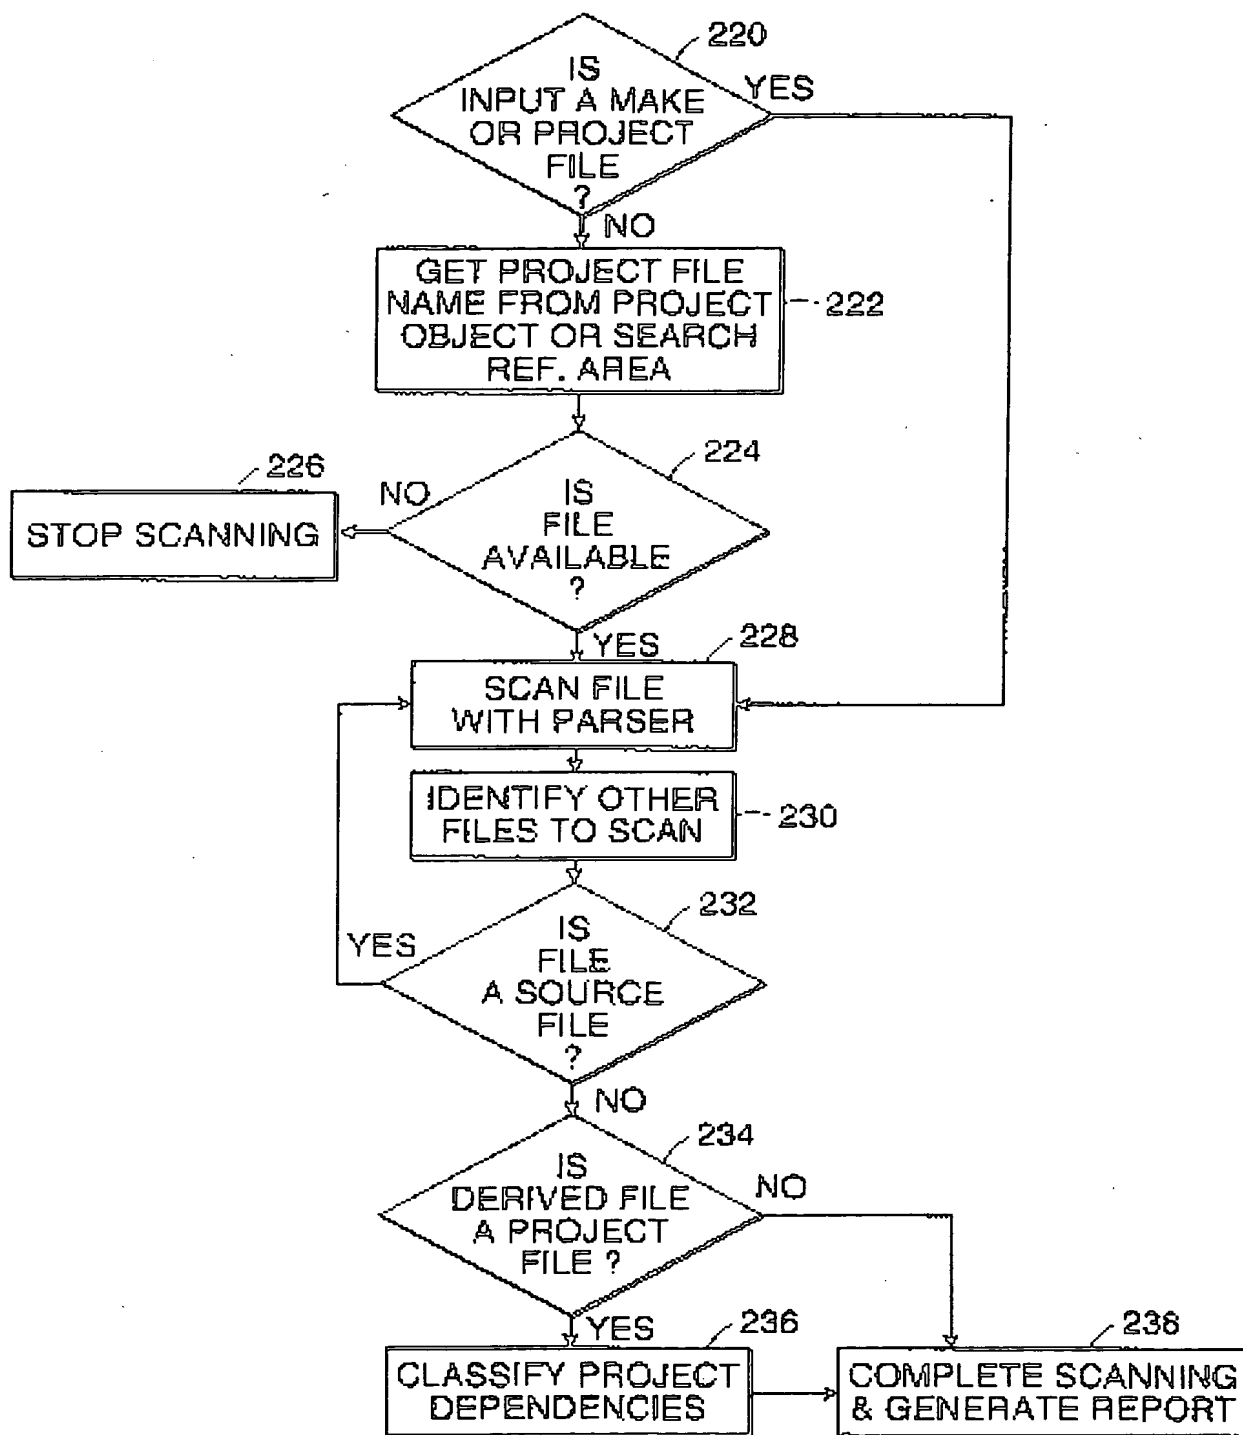 220
IS
INPUT A MAKE
OR PROJECT
FILE
?
YES
NO
GET PROJECT FILE
NAME FROM PROJECT
OBJECT OR SEARCH
REF. AREA
222
224
IS
FILE
AVAILABLE
?
NO
226
STOP SCANNING
YES
228
SCAN FILE
WITH PARSER
IDENTIFY OTHER
FILES TO SCAN
230
232
IS
FILE
A SOURCE
FILE
?
YES
NO
234
IS
DERIVED FILE
A PROJECT
FILE ?
NO
YES
236
CLASSIFY PROJECT
DEPENDENCIES
238
COMPLETE SCANNING
& GENERATE REPORT